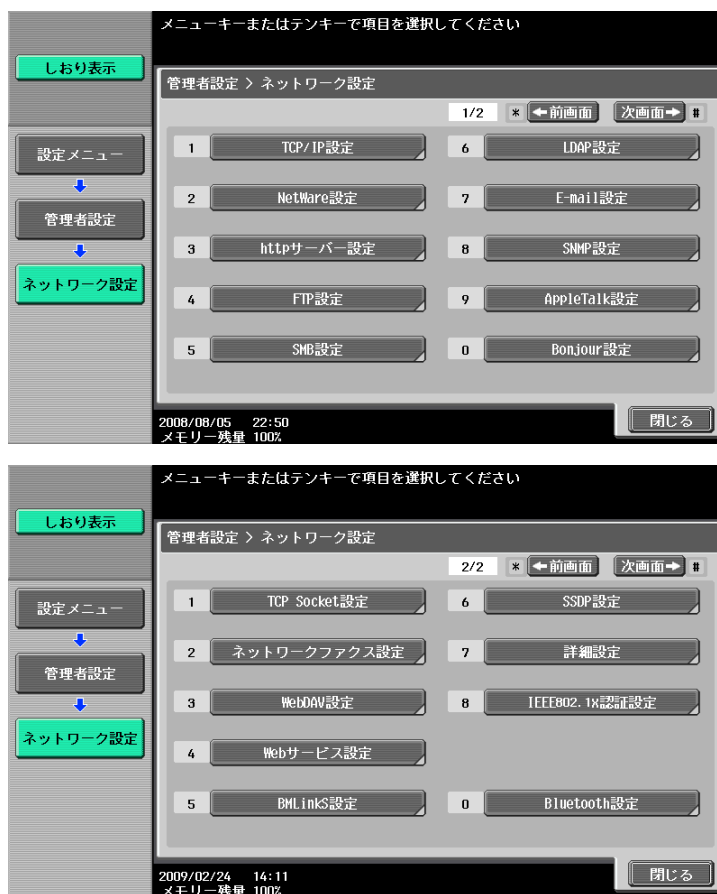 メニューキーまたはテンキーで項目を選択してください
しおり表示
管理者設定 > ネットワーク設定
1/2 * ←前画面 次画面→ #
設定メニュー
管理者設定
ネットワーク設定
1 TCP/IP設定 6 LDAP設定
2 NetWare設定 7 E-mail設定
3 httpサーバー設定 8 SNMP設定
4 FTP設定 9 AppleTalk設定
5 SMB設定 0 Bonjour設定
2008/08/05 22:50
メモリー残量 100%
閉じる
メニューキーまたはテンキーで項目を選択してください
しおり表示
管理者設定 > ネットワーク設定
2/2 * ←前画面 次画面→ #
設定メニュー
管理者設定
ネットワーク設定
1 TCP Socket設定 6 SSDP設定
2 ネットワークファクス設定 7 詳細設定
3 WebDAV設定 8 IEEE802.1X認証設定
4 Webサービス設定
5 BMLinkS設定 0 Bluetooth設定
2009/02/24 14:11
メモリー残量 100%
閉じる